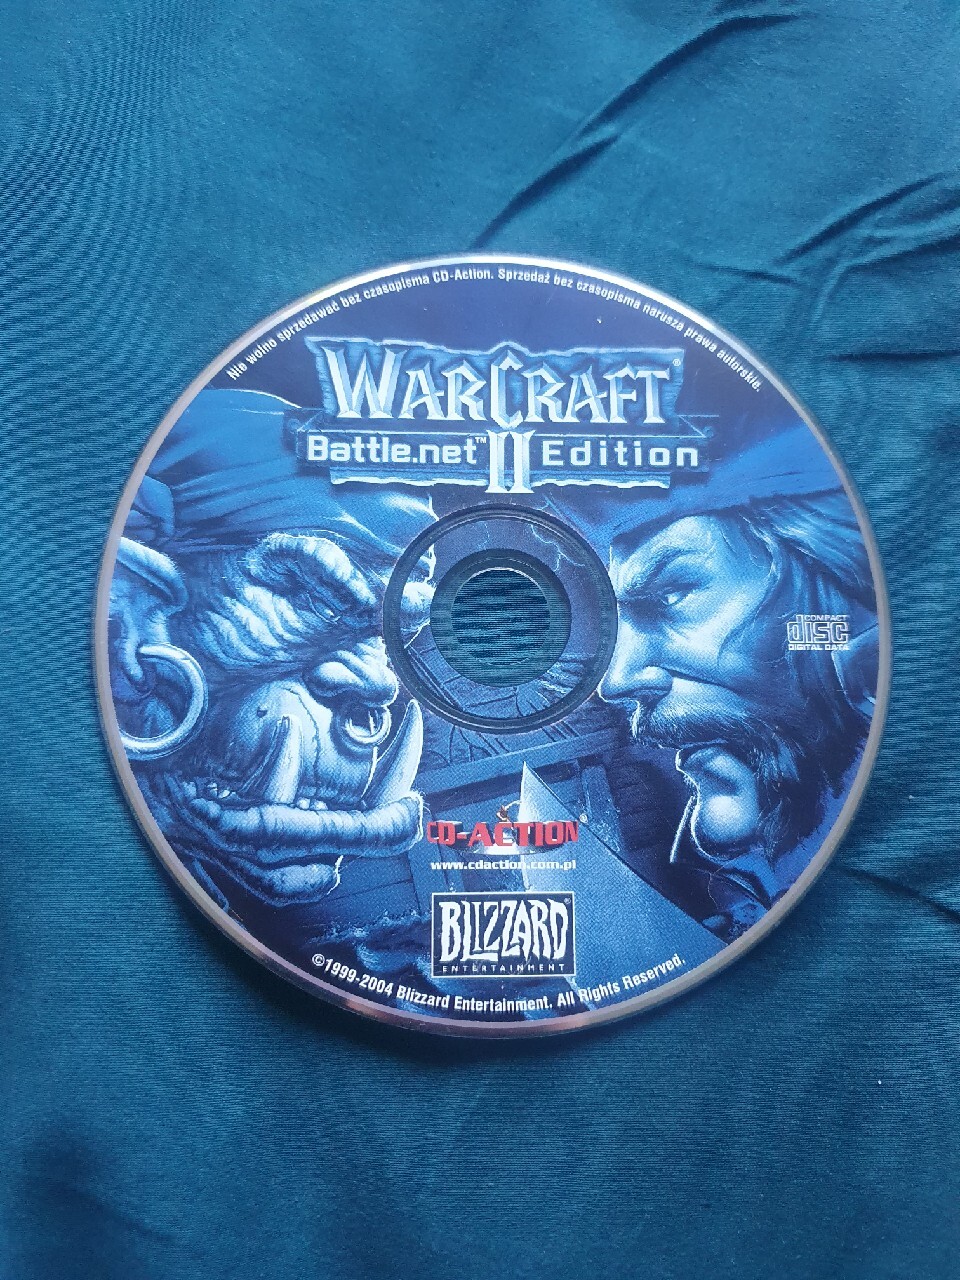 Nie wolno sprzedawać bez czasopisma CD-Action. Sprzedaż bez czasopisma narusza prawa autorskie.
WARCRAFT®
Battle.net™ II Edition
COMPACT
disc
DIGITAL DATA
CD-ACTION®
www.cdaction.com.pl
BLIZZARD®
ENTERTAINMENT
©1999-2004 Blizzard Entertainment. All Rights Reserved.